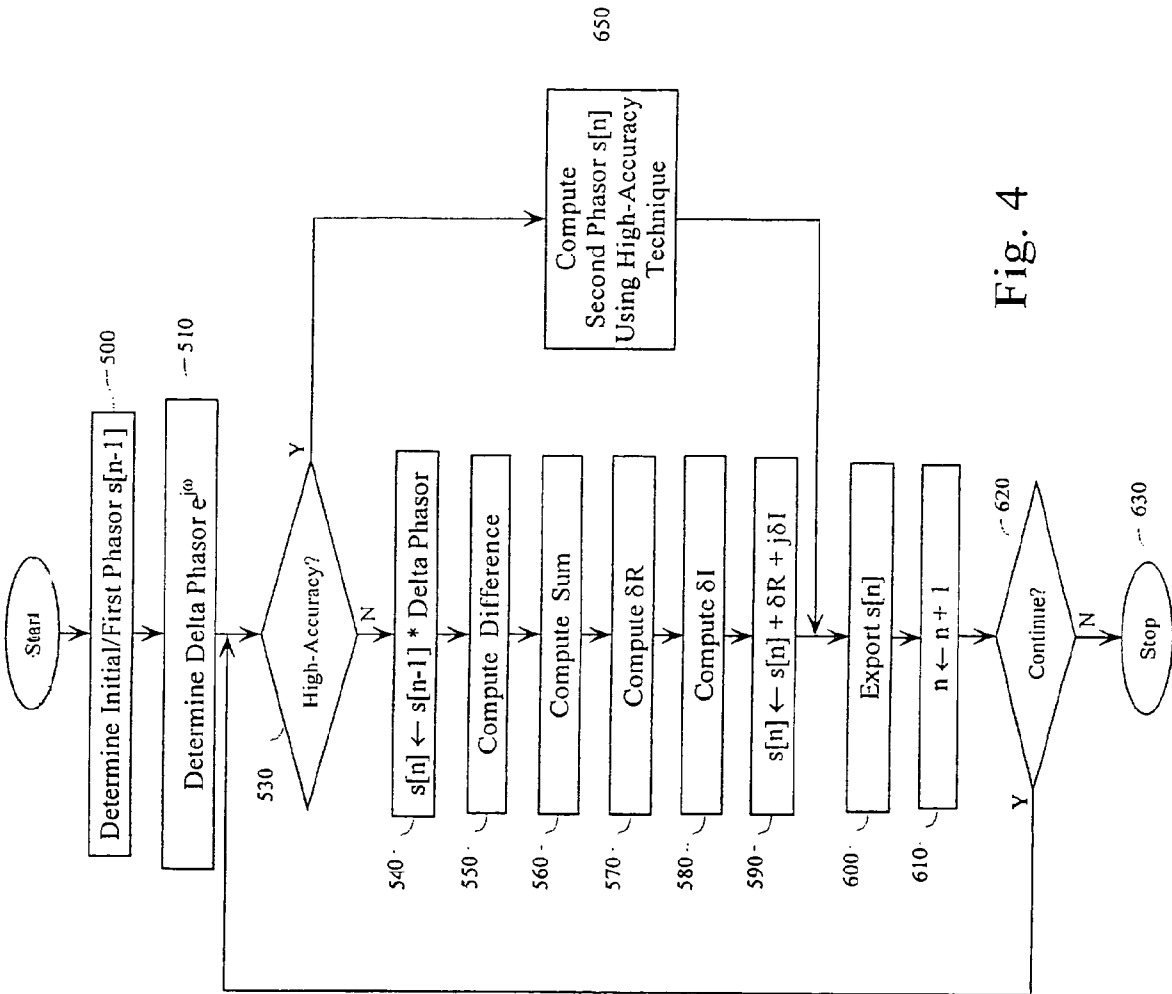 Start
Determine Initial/First Phasor s[n-1]
500
Determine Delta Phasor e^jω
510
High-Accuracy?
530
Y
N
Compute
Second Phasor s[n]
Using High-Accuracy
Technique
650
540
s[n] ← s[n-1] * Delta Phasor
550
Compute Difference
560
Compute Sum
570
Compute δR
580
Compute δI
590
s[n] ← s[n] + δR + jδI
600
Export s[n]
610
n ← n + 1
620
Continue?
Y
N
Stop
630
Fig. 4